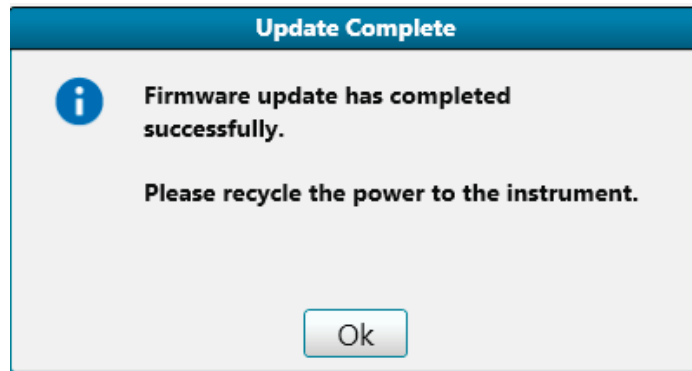 Update Complete
Firmware update has completed
successfully.
Please recycle the power to the instrument.
Ok